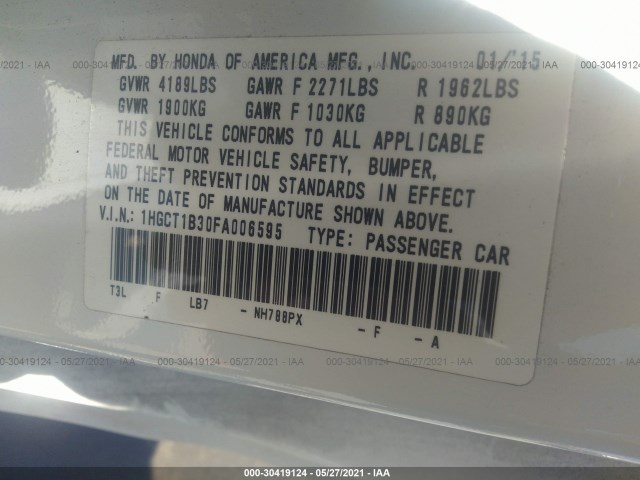 MFD. BY HONDA OF AMERICA MFG., INC. 01/'15
GVWR 4189LBS GAWR F 2271LBS R 1962LBS
GVWR 1900KG GAWR F 1030KG R 890KG
THIS VEHICLE CONFORMS TO ALL APPLICABLE
FEDERAL MOTOR VEHICLE SAFETY, BUMPER,
AND THEFT PREVENTION STANDARDS IN EFFECT
ON THE DATE OF MANUFACTURE SHOWN ABOVE.
V.I.N.: 1HGCT1B30FA006595 TYPE: PASSENGER CAR
T3L F LB7 - NH788PX - F - A
000-30419124 - 05/27/2021 - IAA